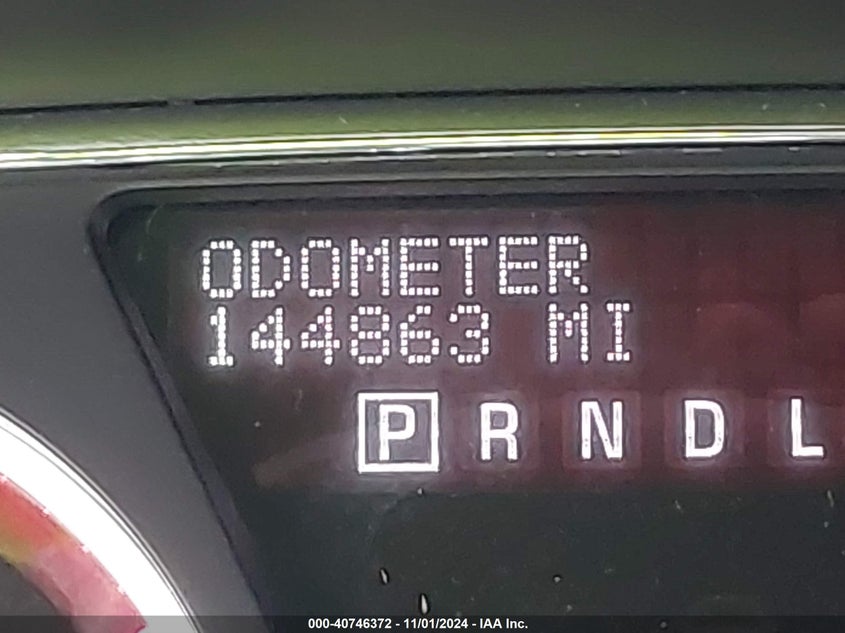 ODOMETER
144863 MI
P R N D L
000-40746372 - 11/01/2024 - IAA Inc.